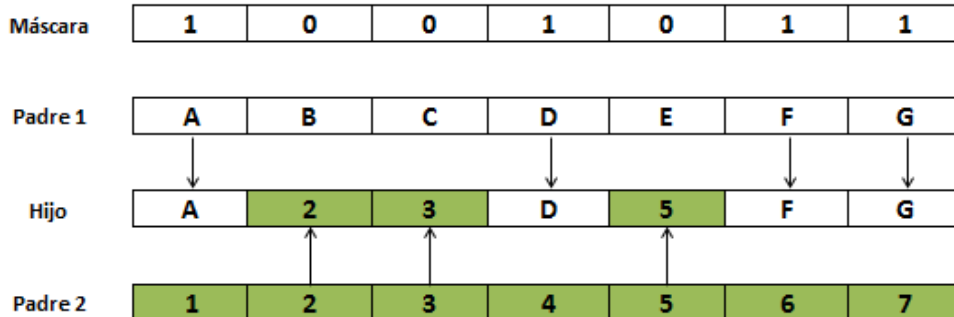 Máscara 1 0 0 1 0 1 1
Padre 1 A B C D E F G
Hijo A 2 3 D 5 F G
Padre 2 1 2 3 4 5 6 7